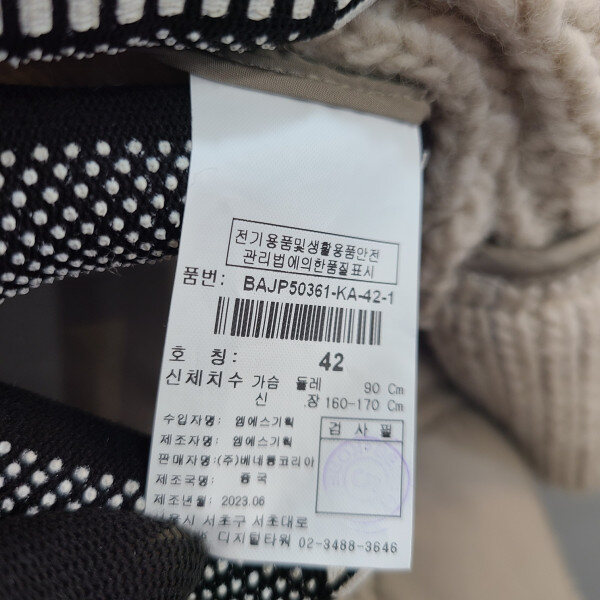 전기용품및생활용품안전
관리법에의한품질표시
품번: BAJP50361-KA-42-1
호 칭: 42
신체치수 가슴 둘레 90 Cm
신 장 160-170 Cm
수입자명: 엠에스기획
제조자명: 엠에스기획
판매자명:(주)베네통코리아
제조국명: 중국
제조년월: 2023.06
서초구 서초대로
디지털타워 02-3488-3646
검 사 필